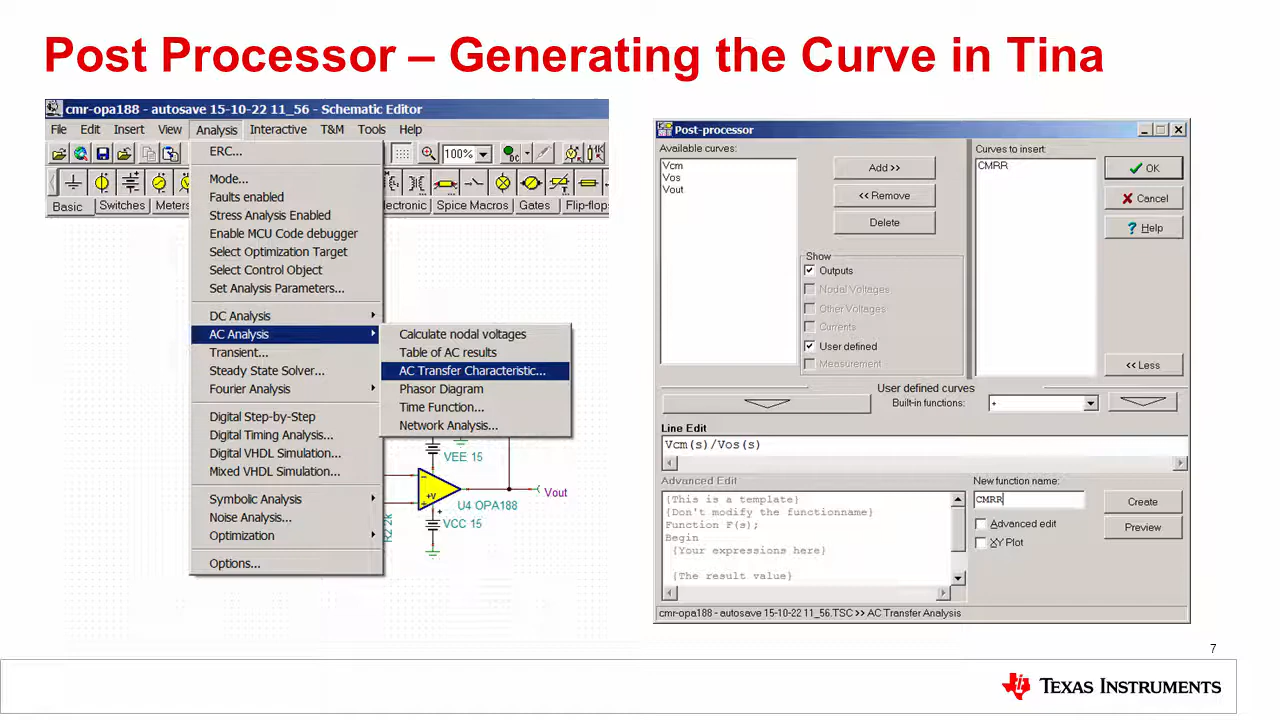 Post Processor – Generating the Curve in Tina
cmr-opa188 - autosave 15-10-22 11_56 - Schematic Editor
File Edit Insert View Analysis Interactive T&M Tools Help
100%
DC
Basic Switches Meters
lectronic Spice Macros Gates Flip-flops
ERC...
Mode...
Faults enabled
Stress Analysis Enabled
Enable MCU Code debugger
Select Optimization Target
Select Control Object
Set Analysis Parameters...
DC Analysis
AC Analysis
Transient...
Steady State Solver...
Fourier Analysis
Digital Step-by-Step
Digital Timing Analysis...
Digital VHDL Simulation...
Mixed VHDL Simulation...
Symbolic Analysis
Noise Analysis...
Optimization
Options...
Calculate nodal voltages
Table of AC results
AC Transfer Characteristic...
Phasor Diagram
Time Function...
Network Analysis...
VEE 15
Vout
U4 OPA188
VCC 15
R2 2k
+V
Post-processor
Available curves:
Vcm
Vos
Vout
Add >>
<< Remove
Delete
Show
Outputs
Nodal Voltages
Other Voltages
Currents
User defined
Measurement
Curves to insert:
CMRR
OK
Cancel
? Help
<< Less
User defined curves
Built-in functions:
+
Line Edit
Vcm(s)/Vos(s)
Advanced Edit
{This is a template}
{Don't modify the functionname}
Function F(s);
Begin
{Your expressions here}
{The result value}
New function name:
CMRR
Advanced edit
XY Plot
Create
Preview
cmr-opa188 - autosave 15-10-22 11_56.TSC >> AC Transfer Analysis
7
TEXAS INSTRUMENTS